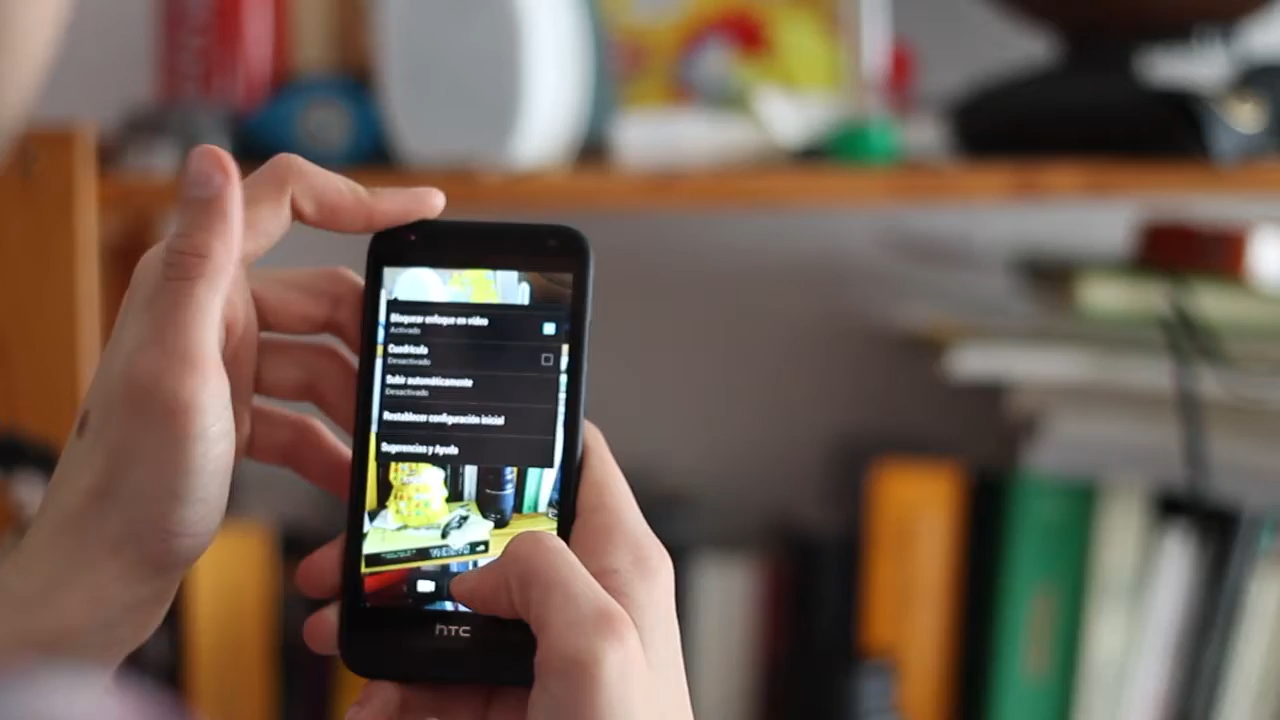 Bloquear enfoque en vídeo
Activado
Cuadrícula
Desactivado
Subir automáticamente
Desactivado
Restablecer configuración inicial
Sugerencias y Ayuda
hTC